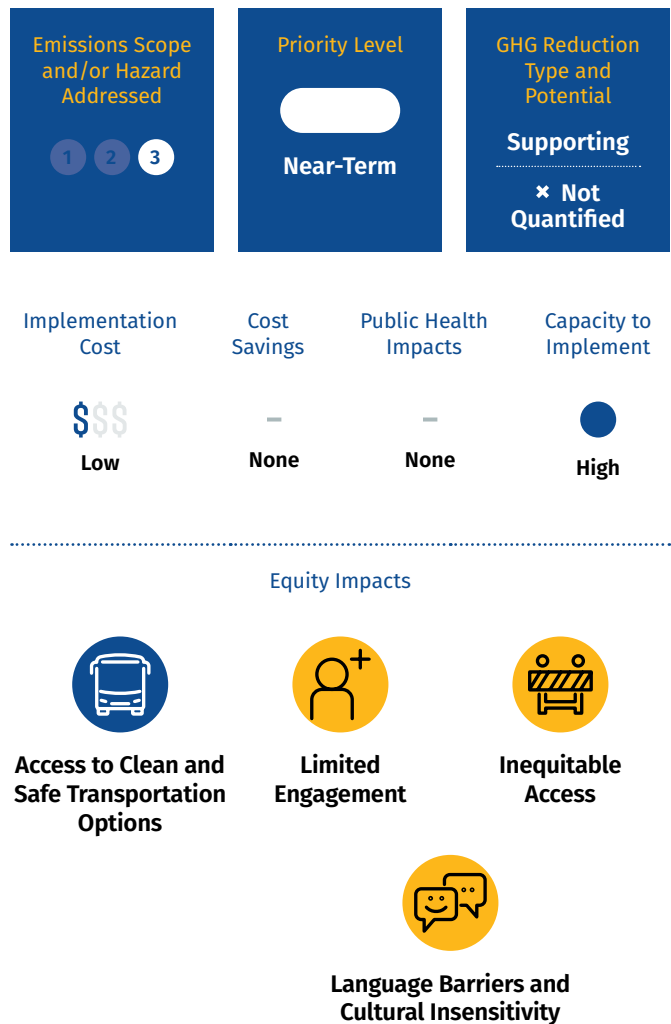 Emissions Scope
and/or Hazard
Addressed
1 2 3
Priority Level
Near-Term
GHG Reduction
Type and
Potential
Supporting
✖ Not
Quantified
Implementation
Cost
$$$
Low
Cost
Savings
–
None
Public Health
Impacts
–
None
Capacity to
Implement
High
Equity Impacts
Access to Clean and
Safe Transportation
Options
Limited
Engagement
Inequitable
Access
Language Barriers and
Cultural Insensitivity